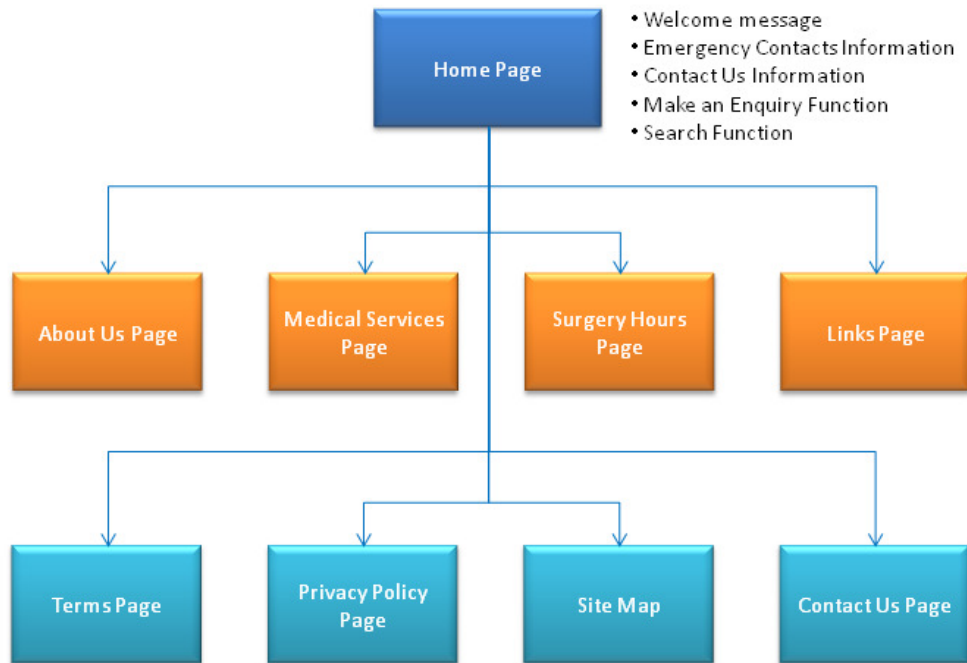 Home Page
• Welcome message
• Emergency Contacts Information
• Contact Us Information
• Make an Enquiry Function
• Search Function
About Us Page
Medical Services
Page
Surgery Hours
Page
Links Page
Terms Page
Privacy Policy
Page
Site Map
Contact Us Page